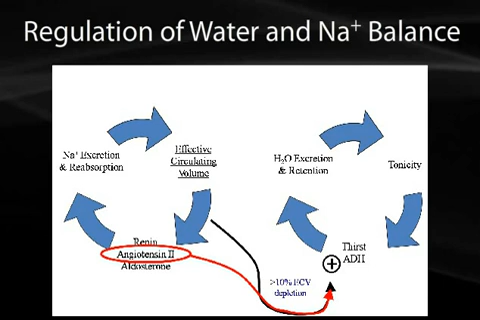 Regulation of Water and Na+ Balance
Na+ Excretion
& Reabsorption
Effective
Circulating
Volume
Renin
Angiotensin II
Aldosterone
H2O Excretion
& Retention
Tonicity
Thirst
ADH
>10% ECV
depletion